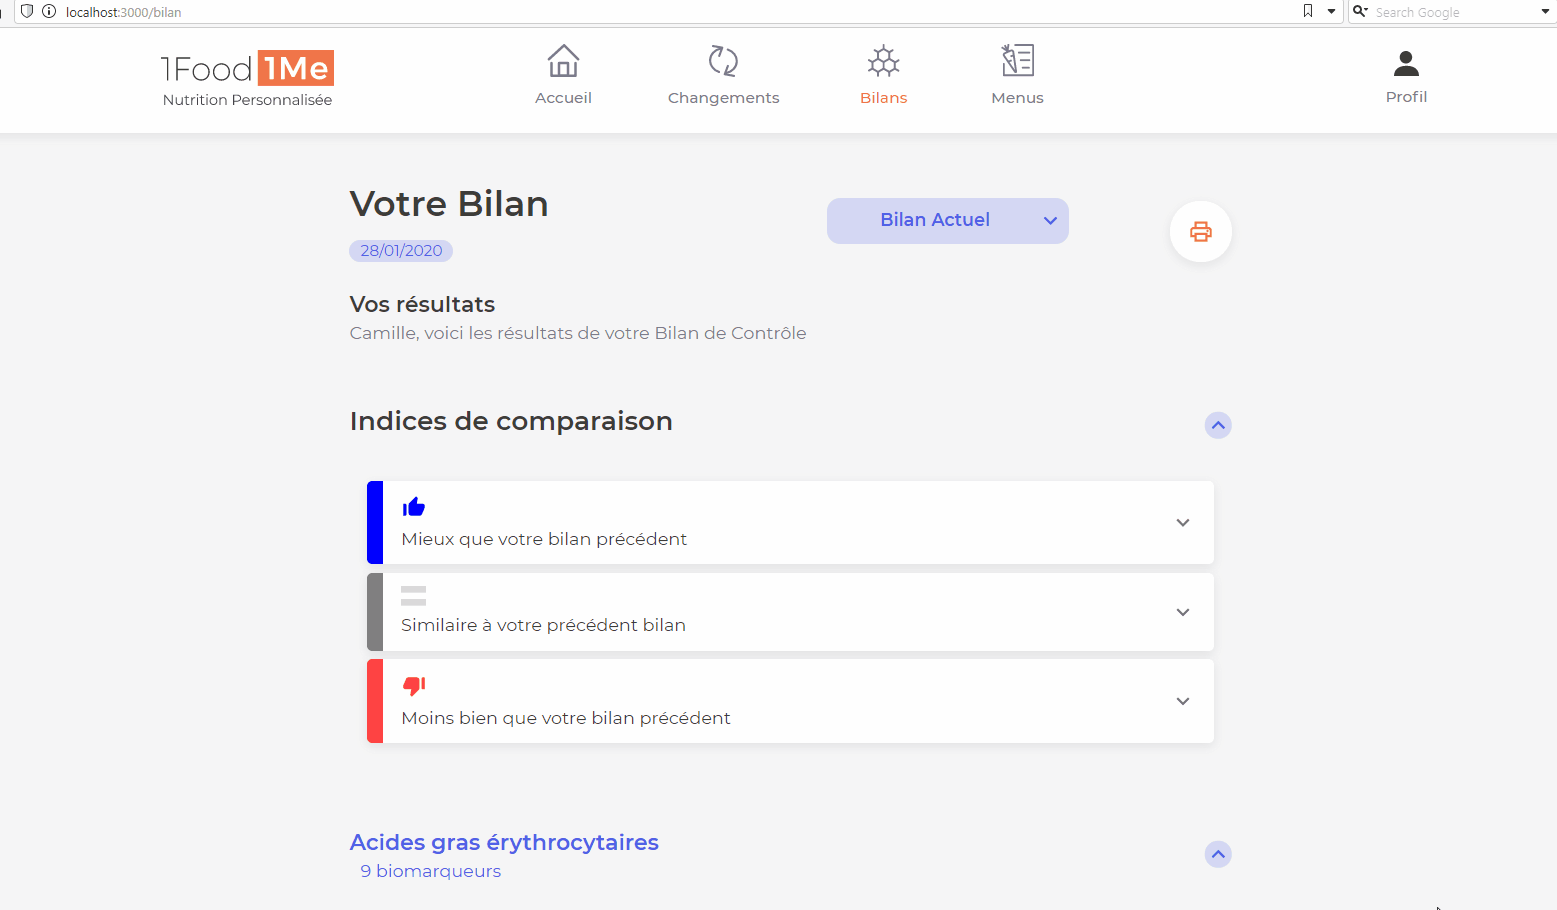 localhost:3000/bilan
Search Google
1Food 1Me
Nutrition Personnalisée
Accueil
Changements
Bilans
Menus
Profil
Votre Bilan
Bilan Actuel
28/01/2020
Vos résultats
Camille, voici les résultats de votre Bilan de Contrôle
Indices de comparaison
Mieux que votre bilan précédent
Similaire à votre précédent bilan
Moins bien que votre bilan précédent
Acides gras érythrocytaires
9 biomarqueurs